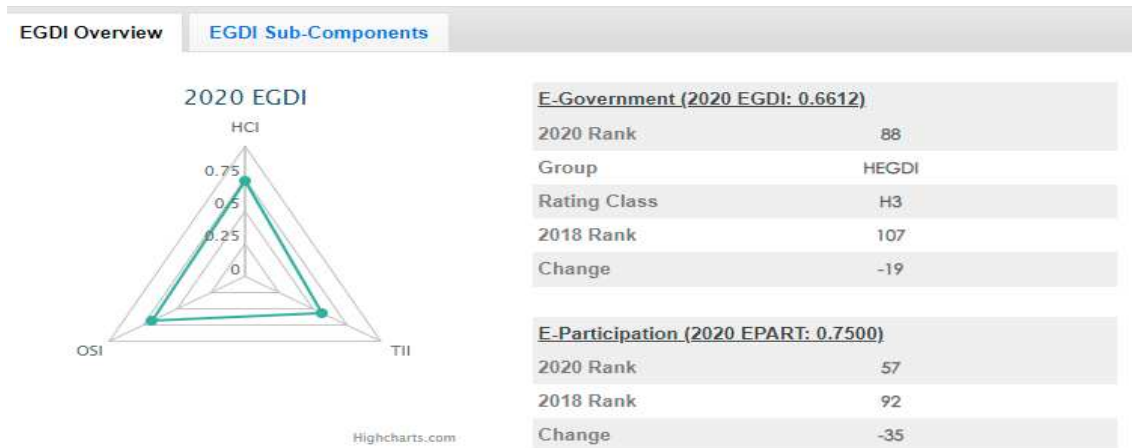 EGDI Overview EGDI Sub-Components
2020 EGDI
HCI
0.75
0.5
0.25
0
OSI
TII
Highcharts.com
E-Government (2020 EGDI: 0.6612)
2020 Rank 88
Group HEGDI
Rating Class H3
2018 Rank 107
Change -19
E-Participation (2020 EPART: 0.7500)
2020 Rank 57
2018 Rank 92
Change -35